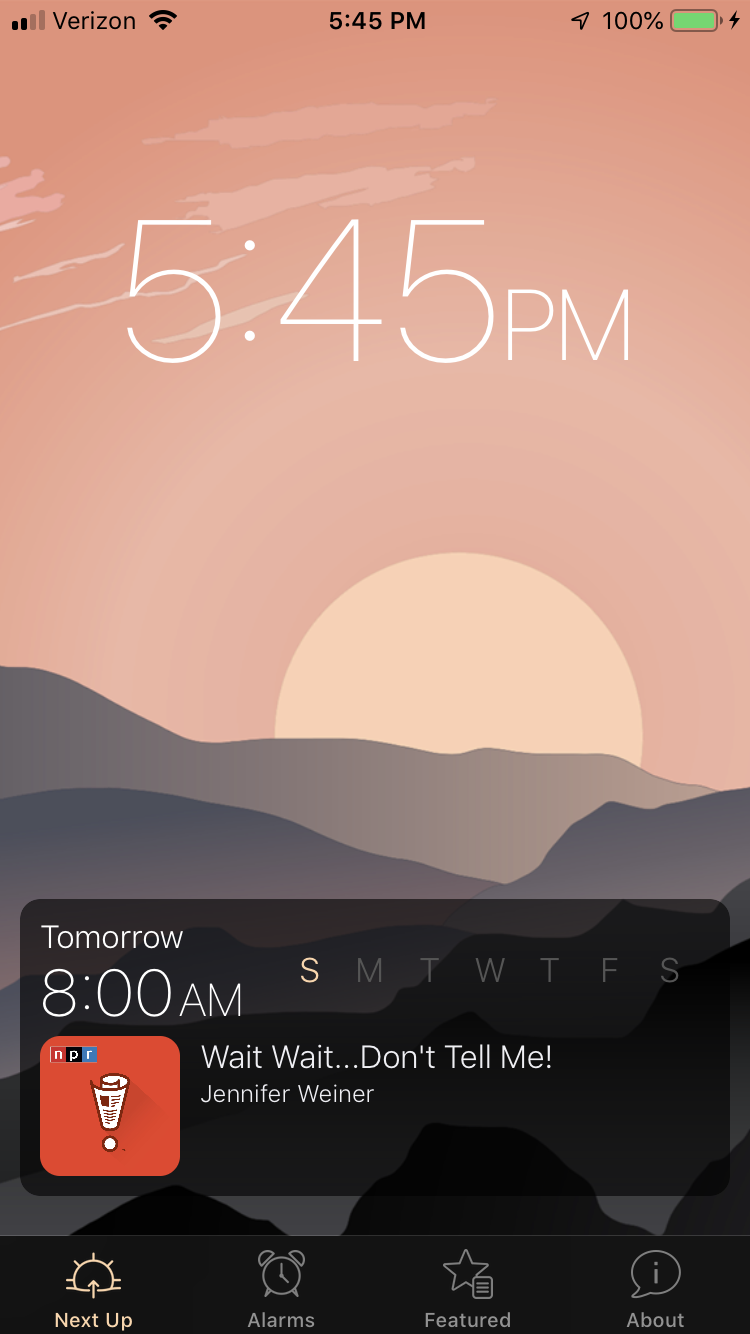 Verizon 5:45 PM 100%
5:45PM
Tomorrow
8:00AM
S M T W T F S
npr
Wait Wait...Don't Tell Me!
Jennifer Weiner
Next Up Alarms Featured About